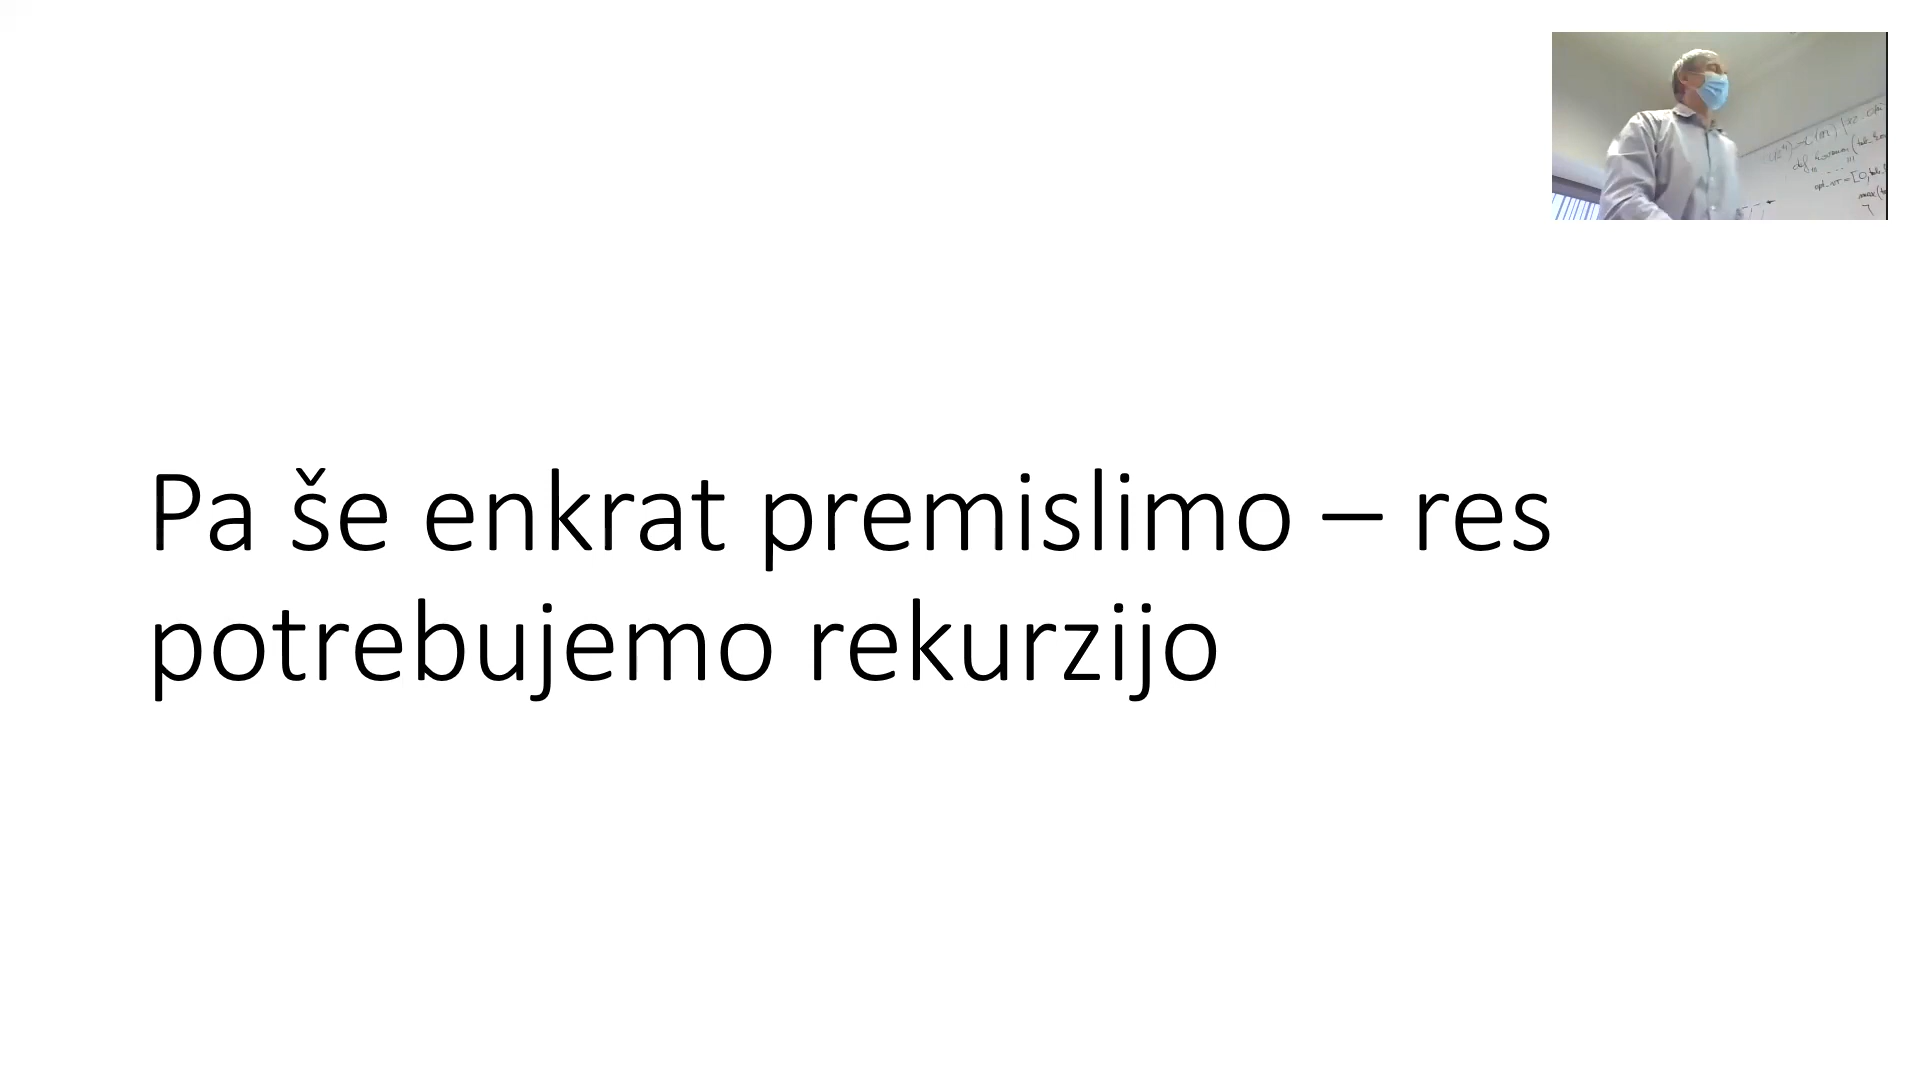 Pa še enkrat premislimo – res
potrebujemo rekurzijo